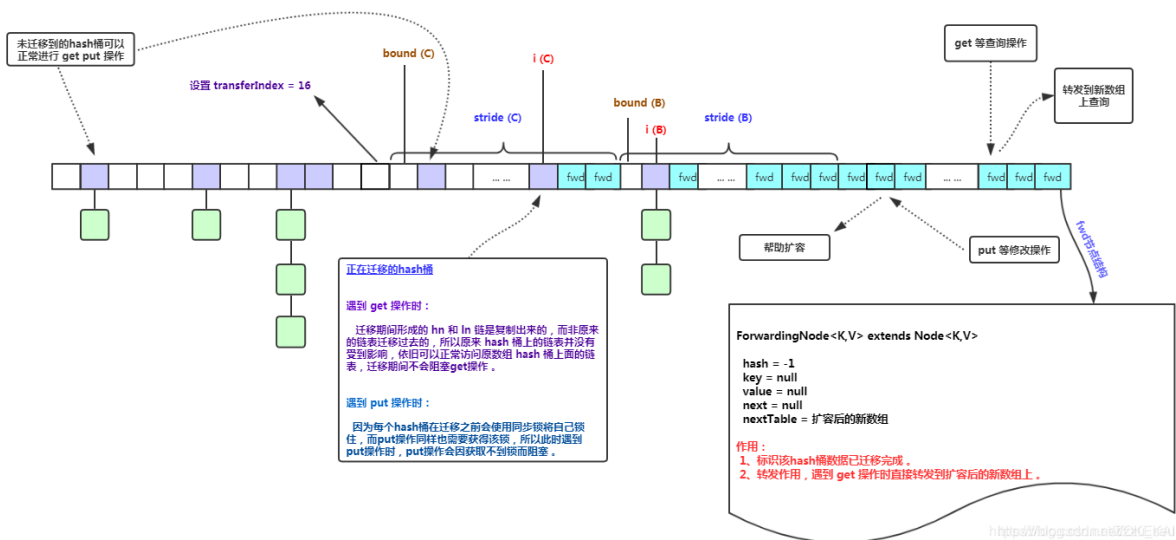 未迁移到的hash桶可以
正常进行 get put 操作
设置 transferIndex = 16
bound (C)
i (C)
stride (C)
bound (B)
i (B)
stride (B)
get 等查询操作
转发到新数组
上查询
... ...
fwd
fwd
fwd
... ...
fwd
fwd
fwd
fwd
fwd
fwd
... ...
fwd
fwd
fwd
帮助扩容
put 等修改操作
fwd节点结构
正在迁移的hash桶
遇到 get 操作时：
迁移期间形成的 hn 和 ln 链是复制出来的，而非原来
的链表迁移过去的，所以原来 hash 桶上的链表并没有
受到影响，依旧可以正常访问原数组 hash 桶上面的链
表，迁移期间不会阻塞get操作 。
遇到 put 操作时：
因为每个hash桶在迁移之前会使用同步锁将自己锁
住，而put操作同样也需要获得该锁，所以此时遇到
put操作时，put操作会因获取不到锁而阻塞 。
ForwardingNode<K,V> extends Node<K,V>
hash = -1
key = null
value = null
next = null
nextTable = 扩容后的新数组
作用：
1、标识该hash桶数据已迁移完成 。
2、转发作用，遇到 get 操作时直接转发到扩容后的新数组上 。